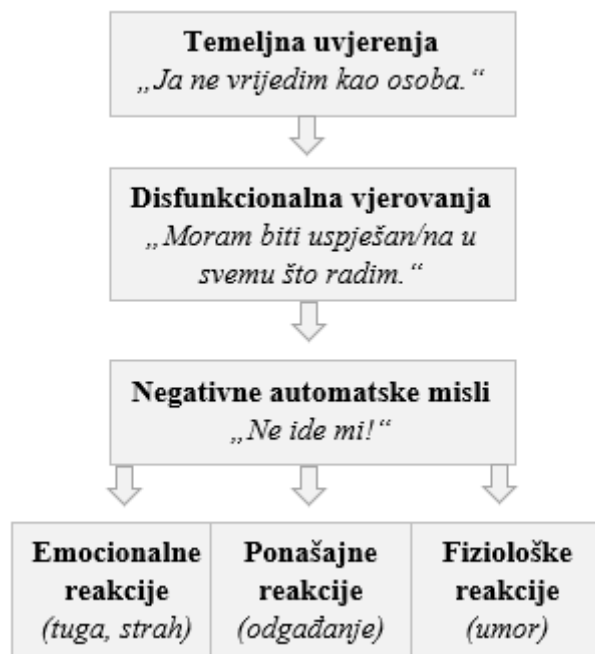 Temeljna uvjerenja
„Ja ne vrijedim kao osoba.“
Disfunkcionalna vjerovanja
„Moram biti uspješan/na u
svemu što radim.“
Negativne automatske misli
„Ne ide mi!“
Emocionalne
reakcije
(tuga, strah)
Ponašajne
reakcije
(odgađanje)
Fiziološke
reakcije
(umor)